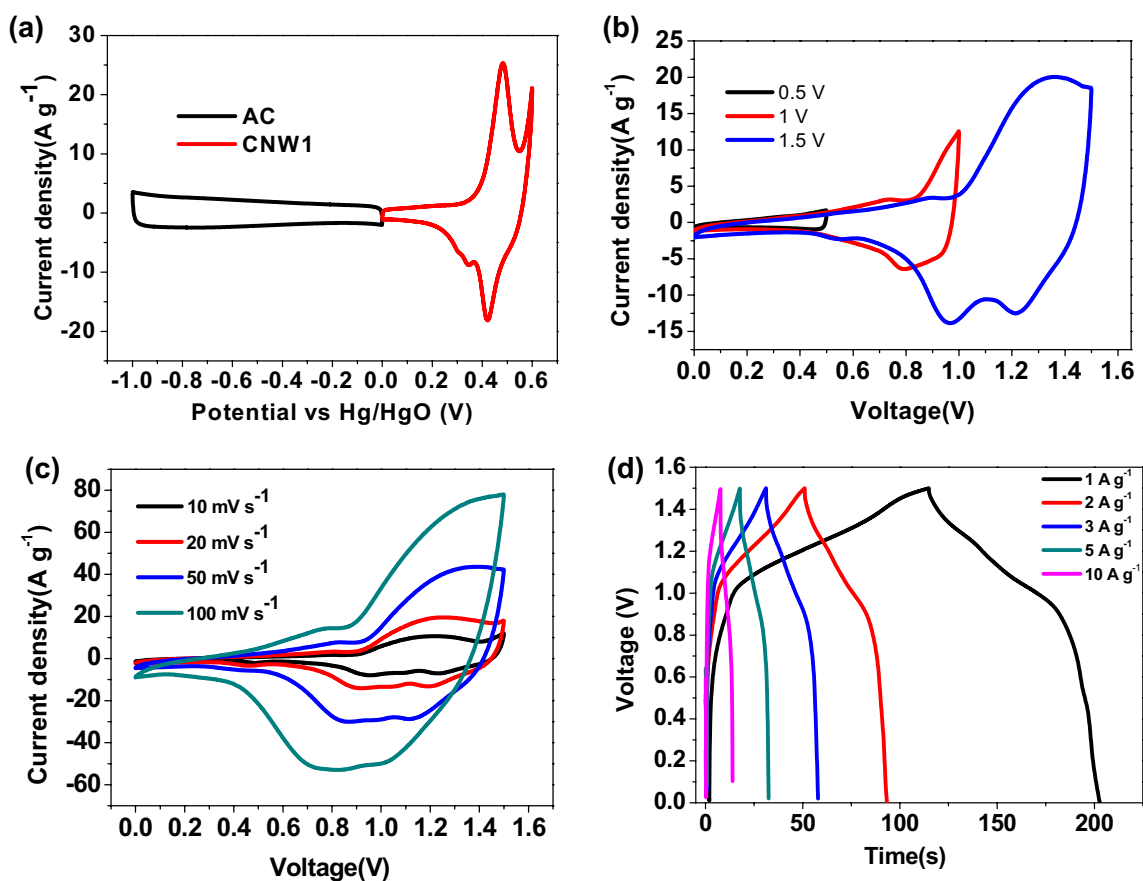 (a)
30
20
10
0
-10
-20
Current density(A g⁻¹)
AC
CNW1
-1.0 -0.8 -0.6 -0.4 -0.2 0.0 0.2 0.4 0.6
Potential vs Hg/HgO (V)
(b)
25
20
15
10
5
0
-5
-10
-15
Current density(A g⁻¹)
0.5 V
1 V
1.5 V
0.0 0.2 0.4 0.6 0.8 1.0 1.2 1.4 1.6
Voltage(V)
(c)
80
60
40
20
0
-20
-40
-60
Current density(A g⁻¹)
10 mV s⁻¹
20 mV s⁻¹
50 mV s⁻¹
100 mV s⁻¹
0.0 0.2 0.4 0.6 0.8 1.0 1.2 1.4 1.6
Voltage(V)
(d)
1.6
1.4
1.2
1.0
0.8
0.6
0.4
0.2
0.0
Voltage (V)
1 A g⁻¹
2 A g⁻¹
3 A g⁻¹
5 A g⁻¹
10 A g⁻¹
0 50 100 150 200
Time(s)